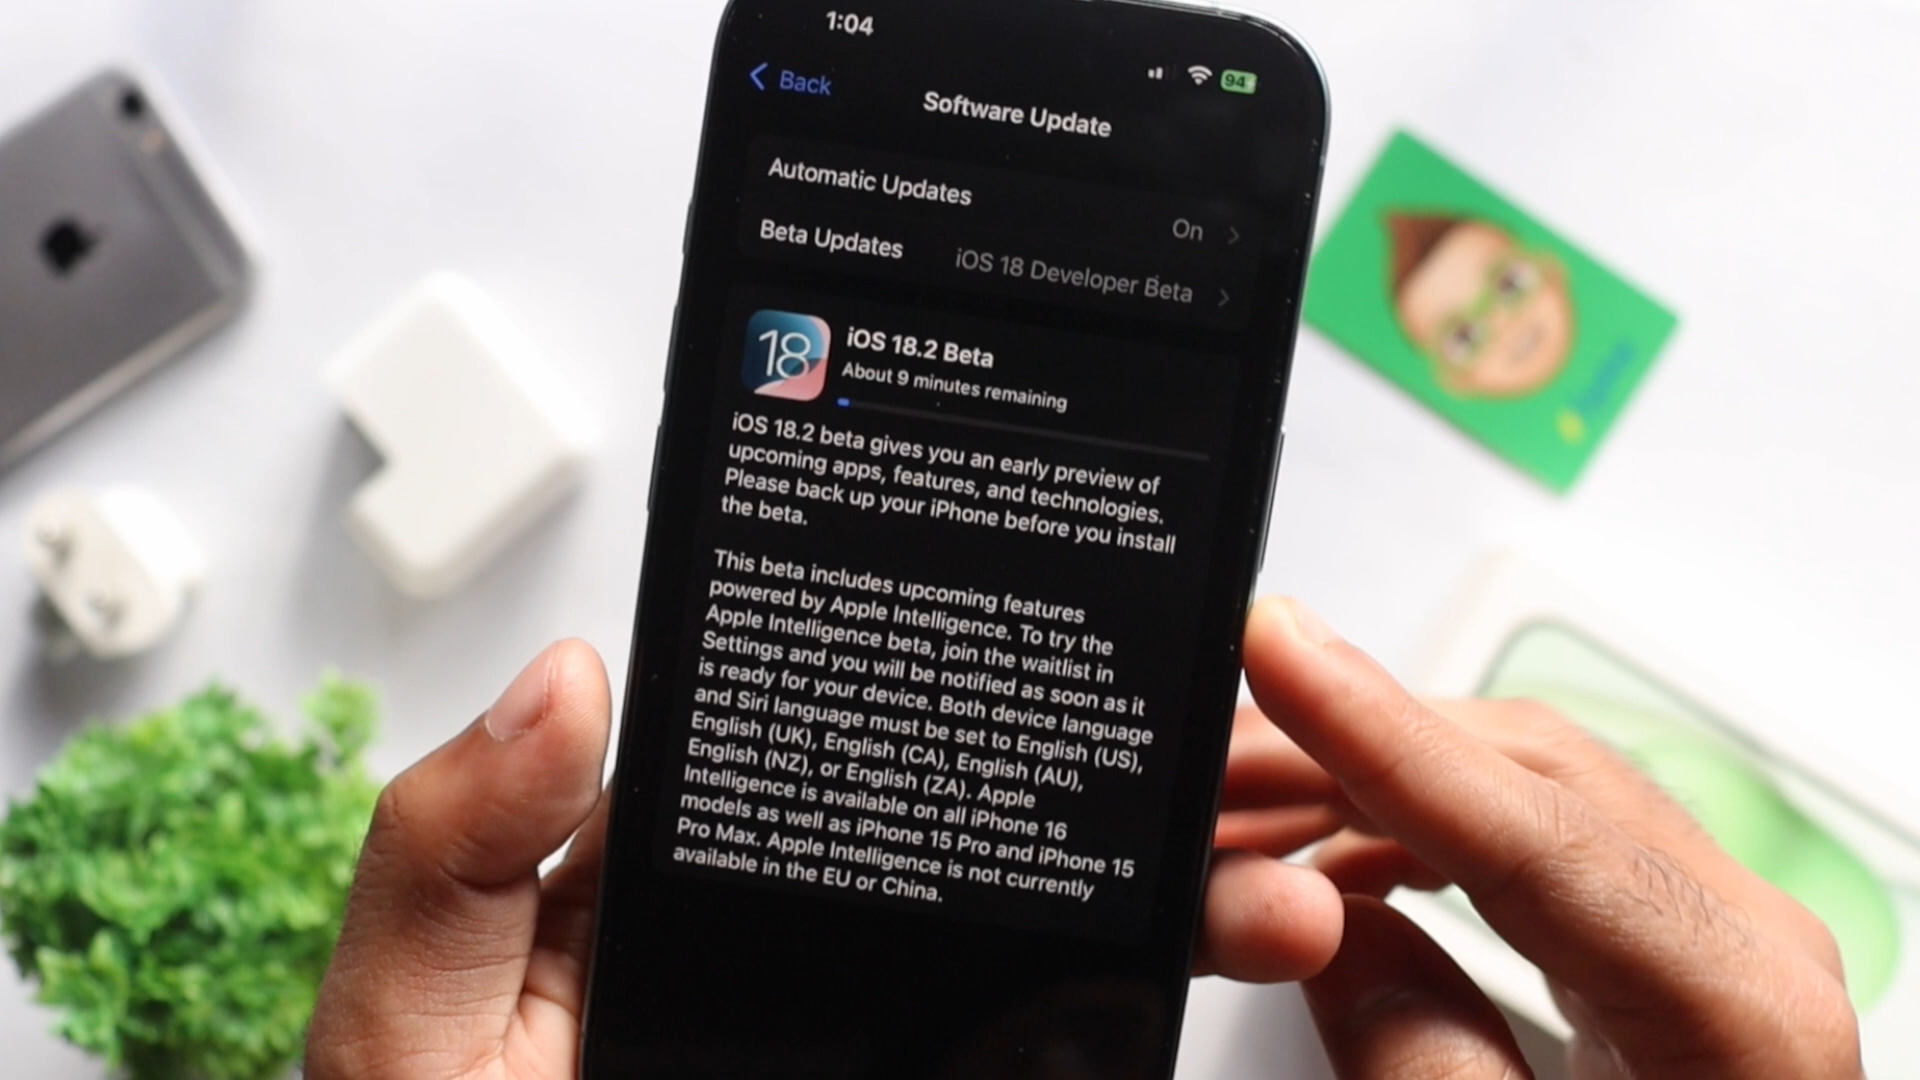 1:04
94
Back
Software Update
Automatic Updates
On
Beta Updates
iOS 18 Developer Beta
18
iOS 18.2 Beta
About 9 minutes remaining
iOS 18.2 beta gives you an early preview of
upcoming apps, features, and technologies.
Please back up your iPhone before you install
the beta.
This beta includes upcoming features
powered by Apple Intelligence. To try the
Apple Intelligence beta, join the waitlist in
Settings and you will be notified as soon as it
is ready for your device. Both device language
and Siri language must be set to English (US),
English (UK), English (CA), English (AU),
English (NZ), or English (ZA). Apple
Intelligence is available on all iPhone 16
models as well as iPhone 15 Pro and iPhone 15
Pro Max. Apple Intelligence is not currently
available in the EU or China.